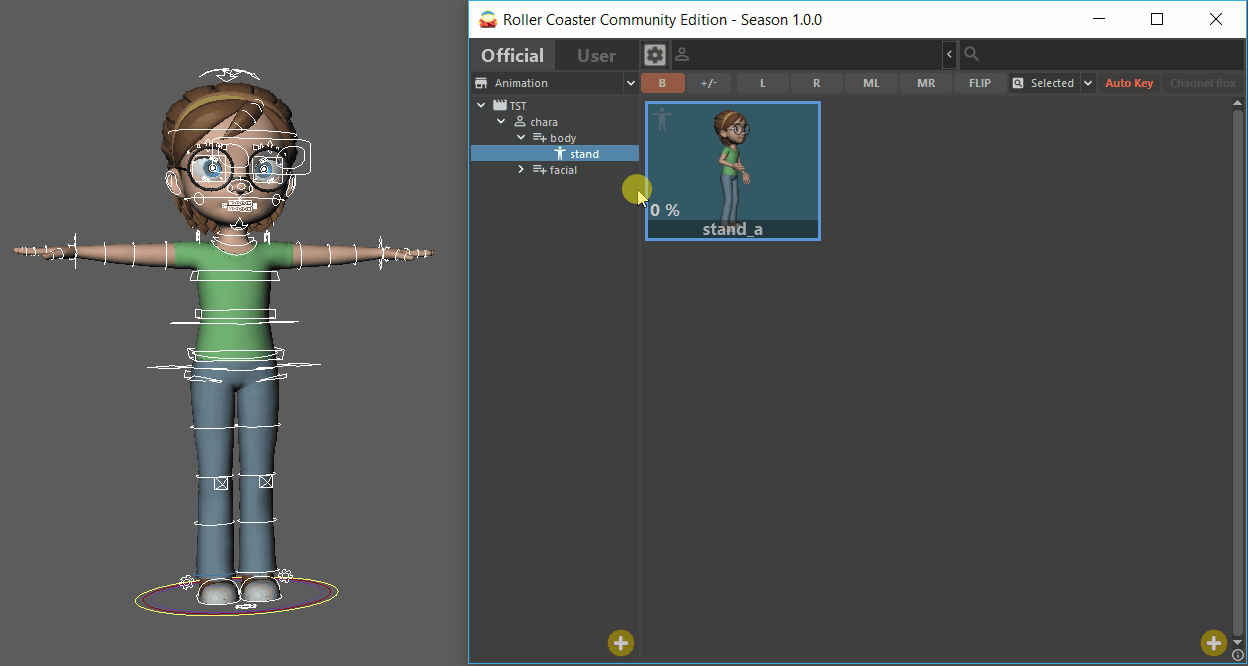 Roller Coaster Community Edition - Season 1.0.0
Official User
Animation B +/- L R ML MR FLIP Selected Auto Key Channel Box
TST
chara
body
stand
facial
0 %
stand_a